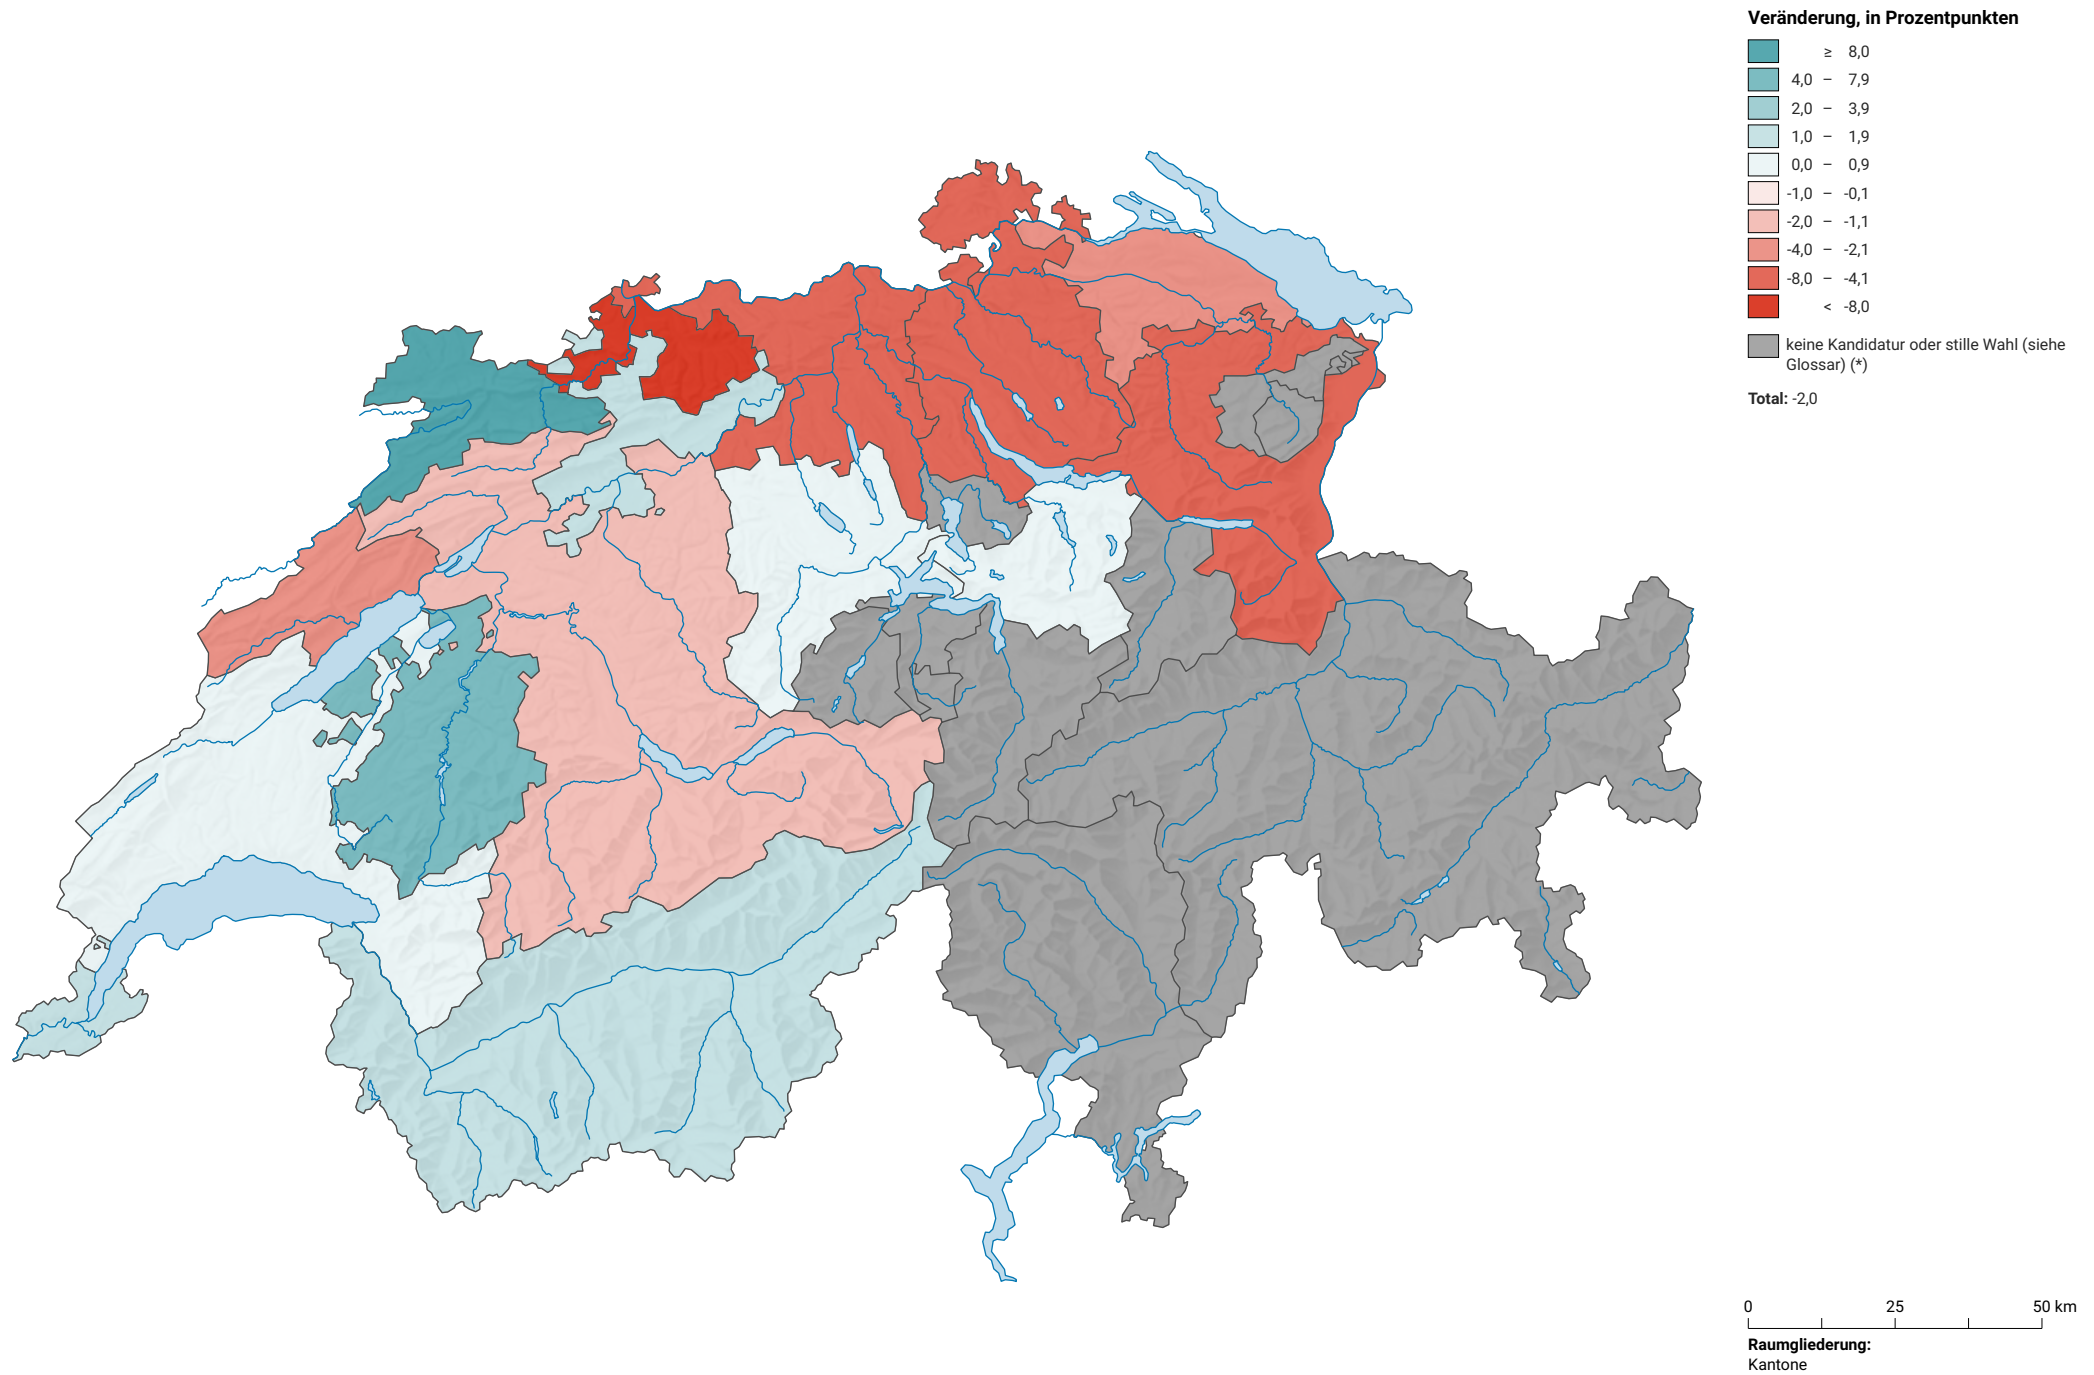 Veränderung, in Prozentpunkten
≥ 8,0
4,0 – 7,9
2,0 – 3,9
1,0 – 1,9
0,0 – 0,9
-1,0 – -0,1
-2,0 – -1,1
-4,0 – -2,1
-8,0 – -4,1
< -8,0
keine Kandidatur oder stille Wahl (siehe
Glossar) (*)
Total: -2,0
0 25 50 km
Raumgliederung:
Kantone